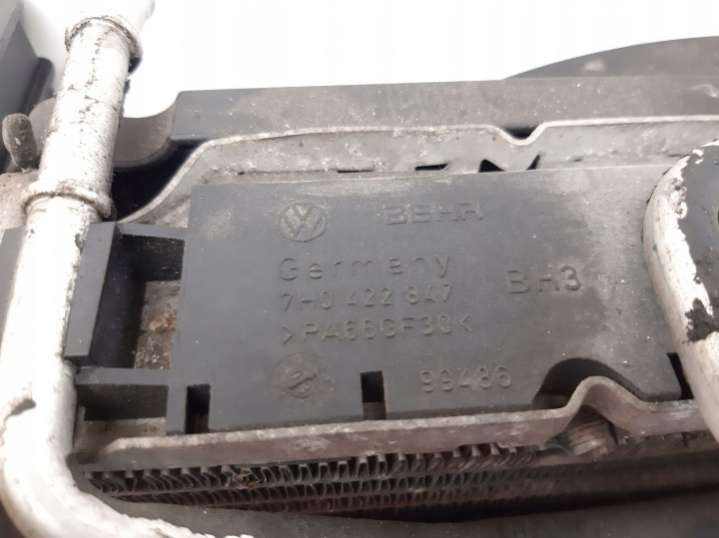 BEHR
Germany
7H0 422 847
BH3
>PA66GF30<
99486